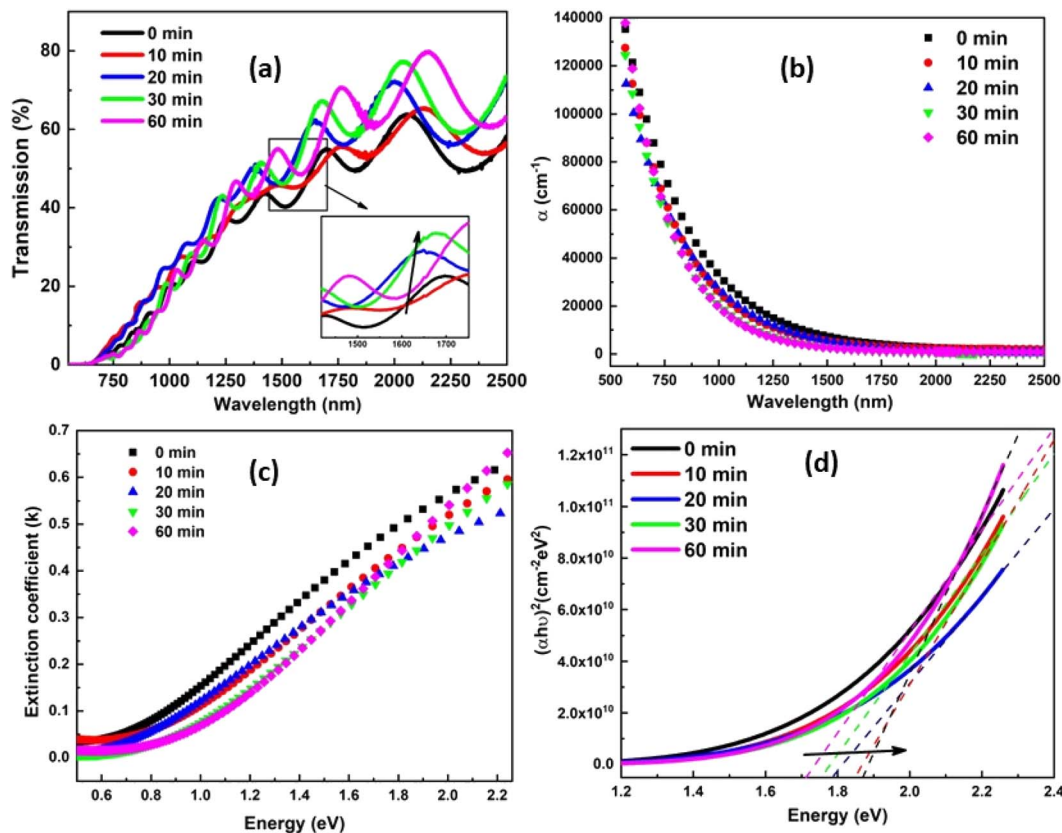 (a)
0 min
10 min
20 min
30 min
60 min
Transmission (%)
80
60
40
20
0
1500 1600 1700
750 1000 1250 1500 1750 2000 2250 2500
Wavelength (nm)
(b)
0 min
10 min
20 min
30 min
60 min
α (cm⁻¹)
140000
120000
100000
80000
60000
40000
20000
0
500 750 1000 1250 1500 1750 2000 2250 2500
Wavelength (nm)
(c)
0 min
10 min
20 min
30 min
60 min
Extinction coefficient (k)
0.7
0.6
0.5
0.4
0.3
0.2
0.1
0.0
0.6 0.8 1.0 1.2 1.4 1.6 1.8 2.0 2.2
Energy (eV)
(d)
0 min
10 min
20 min
30 min
60 min
(αhυ)²(cm⁻²eV²)
1.2x10¹¹
1.0x10¹¹
8.0x10¹⁰
6.0x10¹⁰
4.0x10¹⁰
2.0x10¹⁰
0.0
1.2 1.4 1.6 1.8 2.0 2.2 2.4
Energy (eV)